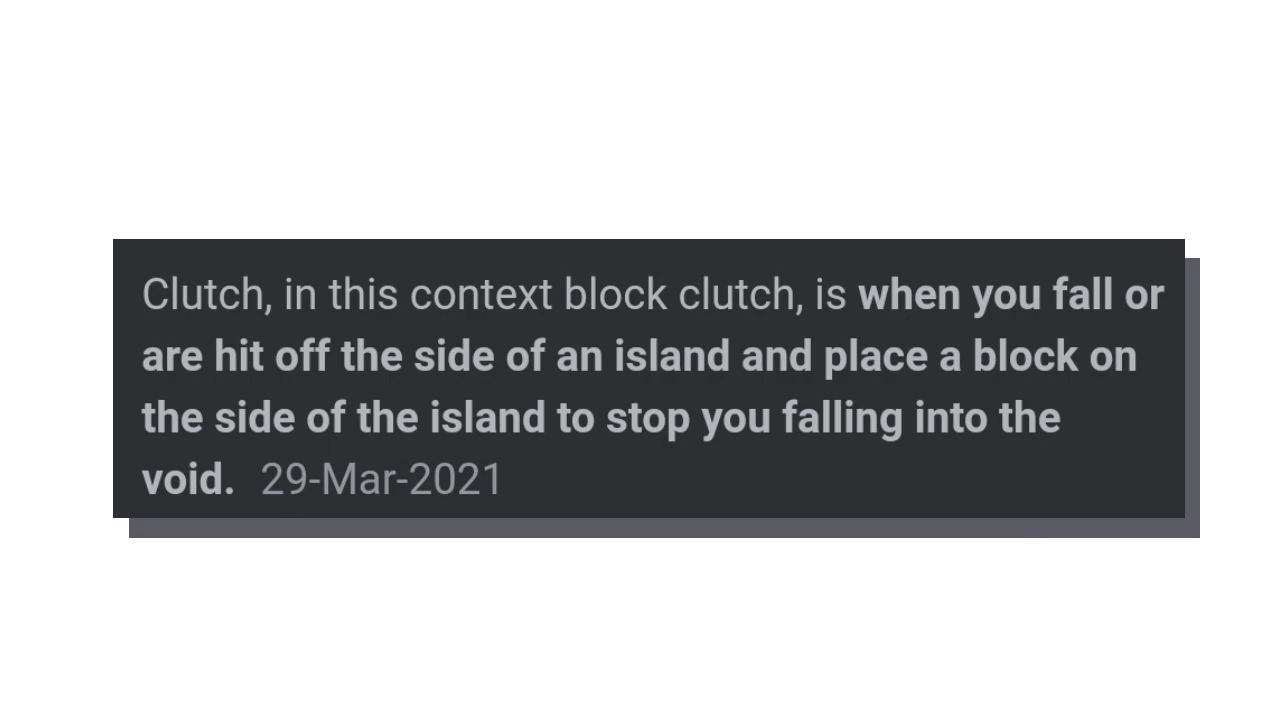 Clutch, in this context block clutch, is when you fall or
are hit off the side of an island and place a block on
the side of the island to stop you falling into the
void. 29-Mar-2021